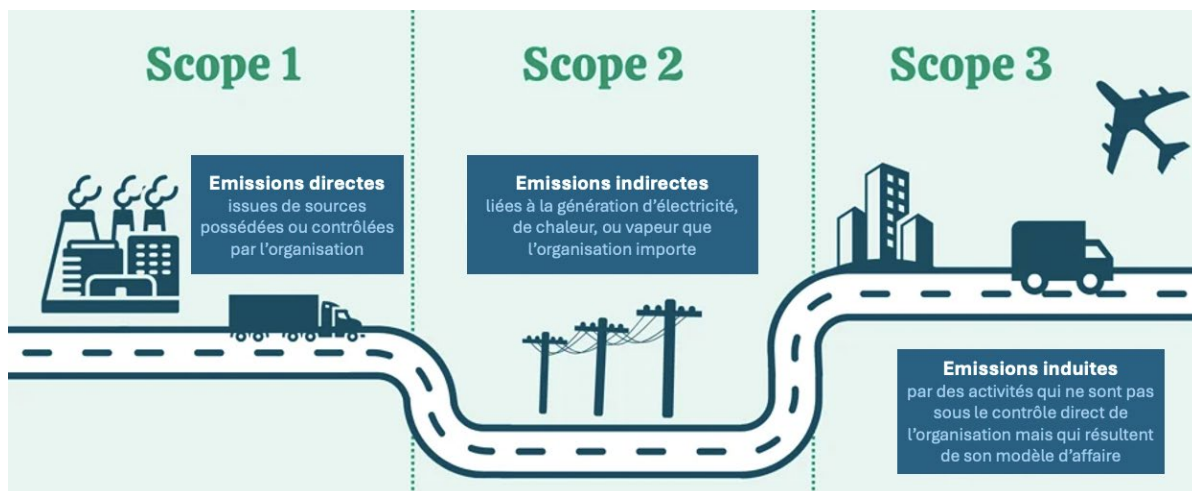 Scope 1
Emissions directes
issues de sources
possédées ou contrôlées
par l'organisation
Scope 2
Emissions indirectes
liées à la génération d'électricité,
de chaleur, ou vapeur que
l'organisation importe
Scope 3
Emissions induites
par des activités qui ne sont pas
sous le contrôle direct de
l'organisation mais qui résultent
de son modèle d'affaire